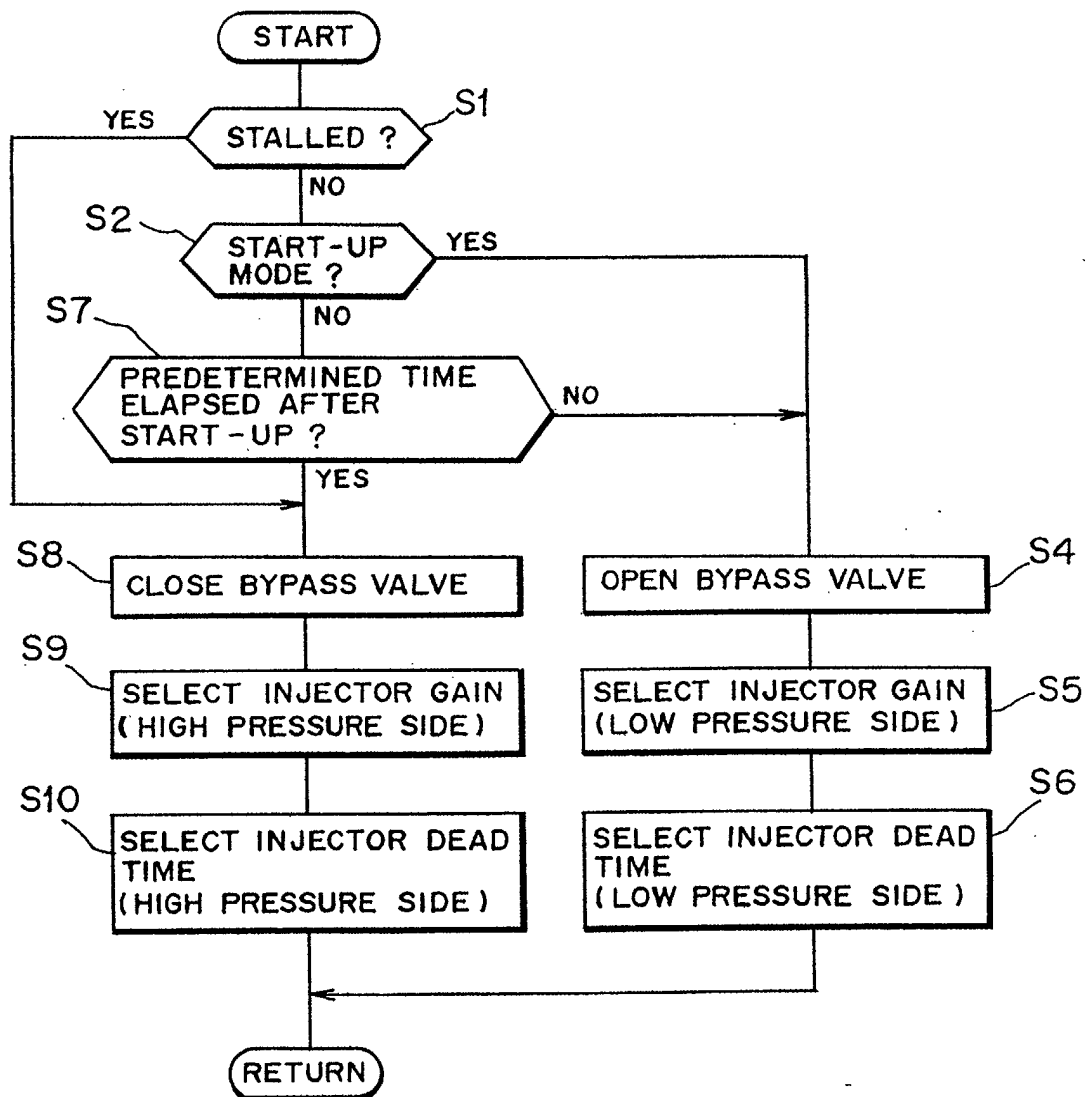 START
YES
S1
STALLED ?
NO
S2
START-UP
MODE ?
YES
NO
S7
PREDETERMINED TIME
ELAPSED AFTER
START-UP ?
NO
YES
S8
CLOSE BYPASS VALVE
S4
OPEN BYPASS VALVE
S9
SELECT INJECTOR GAIN
(HIGH PRESSURE SIDE)
S5
SELECT INJECTOR GAIN
(LOW PRESSURE SIDE)
S10
SELECT INJECTOR DEAD
TIME
(HIGH PRESSURE SIDE)
S6
SELECT INJECTOR DEAD
TIME
(LOW PRESSURE SIDE)
RETURN